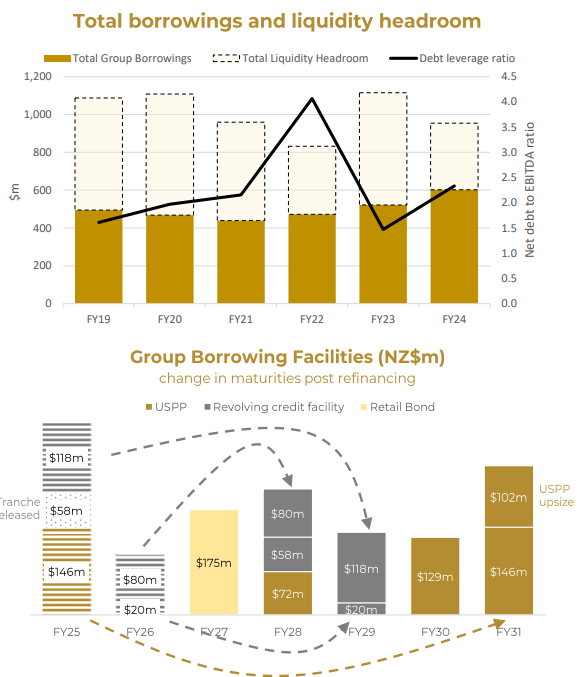 Total borrowings and liquidity headroom
Total Group Borrowings Total Liquidity Headroom Debt leverage ratio
1,200 4.5
1,000 4.0
800 3.5
600 3.0
400 2.5
200 2.0
0 1.5
1.0
0.5
0.0
$m
Net debt to EBITDA ratio
FY19 FY20 FY21 FY22 FY23 FY24
Group Borrowing Facilities (NZ$m)
change in maturities post refinancing
USPP Revolving credit facility Retail Bond
$118m
Tranche
eleased
$58m
$146m
$80m
$20m
$175m
$80m
$58m
$72m
$118m
$20m
$129m
$102m
$146m
USPP
upsize
FY25 FY26 FY27 FY28 FY29 FY30 FY31